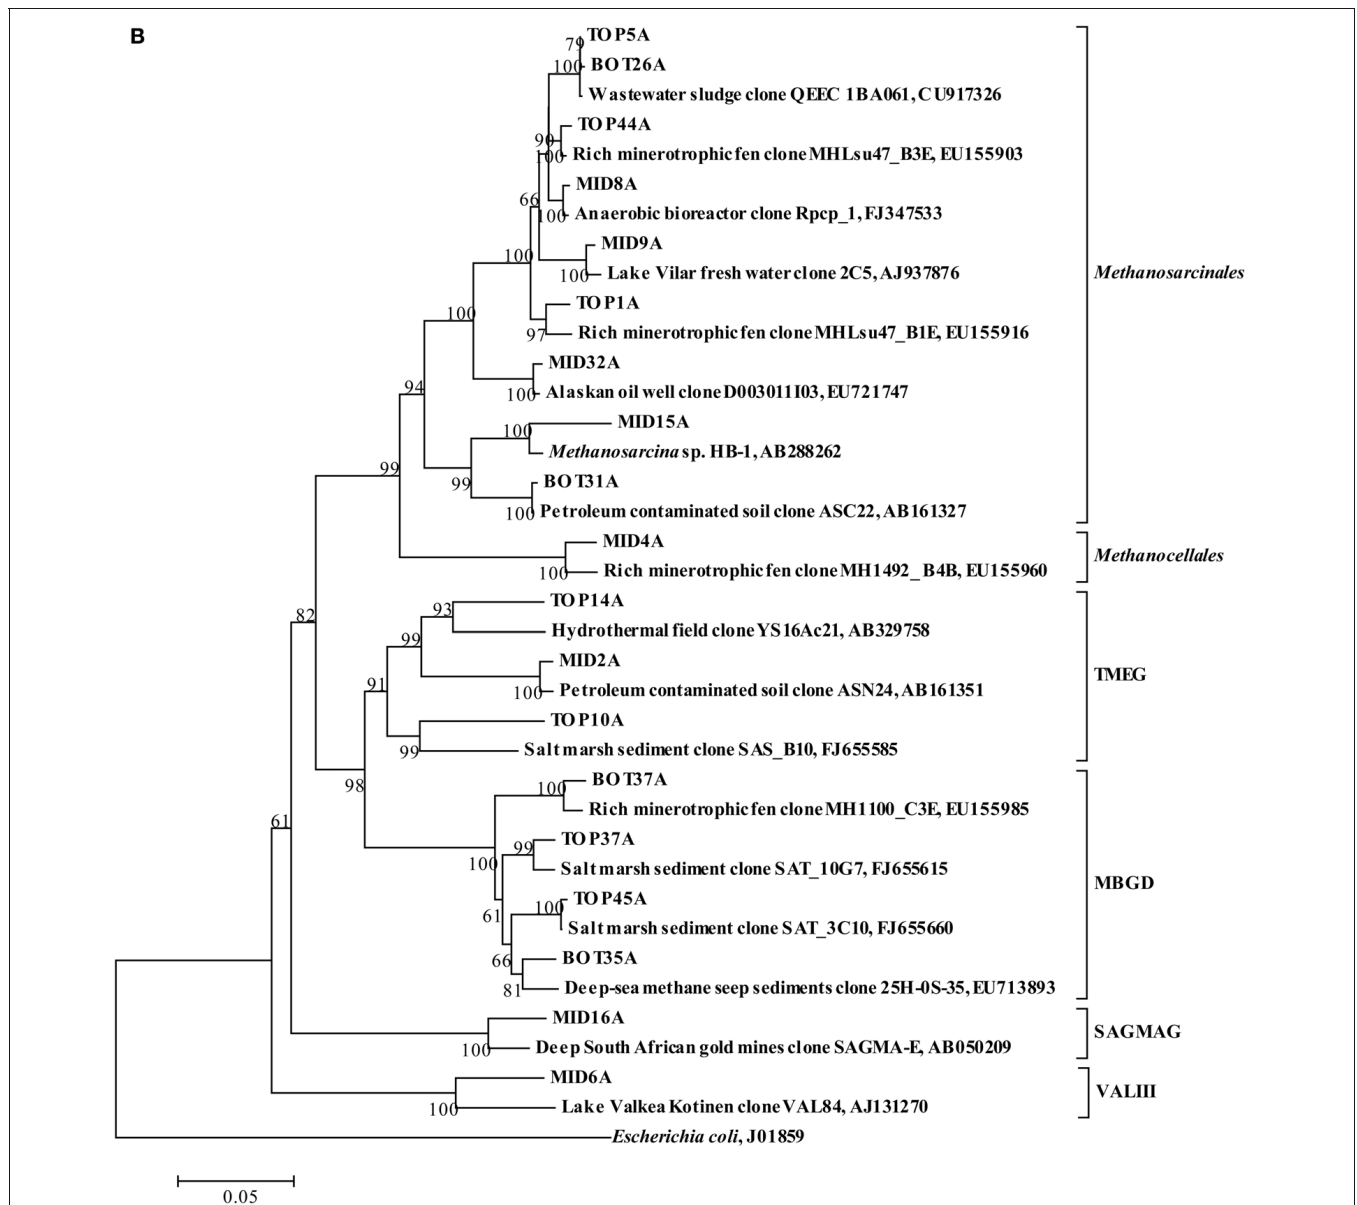 B
TOP5A
79
100
BOT26A
Wastewater sludge clone QEEC 1BA061, CU917326
TOP44A
90
100
Rich minerotrophic fen clone MHLsu47_B3E, EU155903
MID8A
66
100
Anaerobic bioreactor clone Rpcp_1, FJ347533
MID9A
100
100
Lake Vilar fresh water clone 2C5, AJ937876
Methanosarcinales
TOP1A
100
97
Rich minerotrophic fen clone MHLsu47_B1E, EU155916
MID32A
94
100
Alaskan oil well clone D003011I03, EU721747
MID15A
100
Methanosarcina sp. HB-1, AB288262
99
99
BOT31A
100
Petroleum contaminated soil clone ASC22, AB161327
MID4A
Methanocellales
100
Rich minerotrophic fen clone MH1492_B4B, EU155960
TOP14A
82
93
Hydrothermal field clone YS16Ac21, AB329758
99
MID2A
TMEG
91
100
Petroleum contaminated soil clone ASN24, AB161351
TOP10A
99
Salt marsh sediment clone SAS_B10, FJ655585
98
100
BOT37A
Rich minerotrophic fen clone MH1100_C3E, EU155985
61
TOP37A
99
100
Salt marsh sediment clone SAT_10G7, FJ655615
MBGD
TOP45A
100
61
Salt marsh sediment clone SAT_3C10, FJ655660
BOT35A
66
81
Deep-sea methane seep sediments clone 25H-0S-35, EU713893
MID16A
SAGMAG
100
Deep South African gold mines clone SAGMA-E, AB050209
MID6A
VALIII
100
Lake Valkea Kotinen clone VAL84, AJ131270
Escherichia coli, J01859
0.05